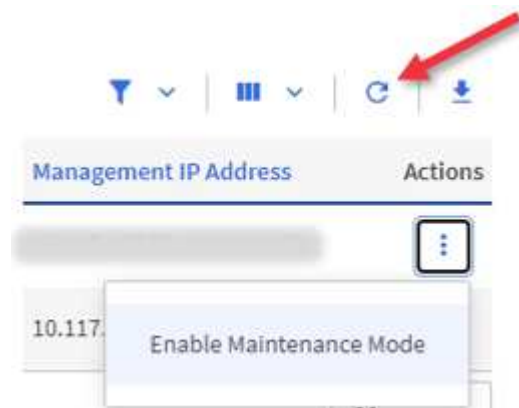 Management IP Address Actions
10.117.
Enable Maintenance Mode